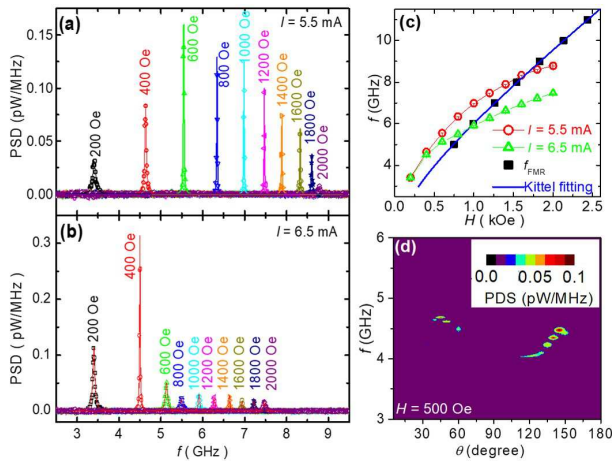 (a)
I = 5.5 mA
PSD (pW/MHz)
0.15
0.10
0.05
0.00
200 Oe
400 Oe
600 Oe
800 Oe
1000 Oe
1200 Oe
1400 Oe
1600 Oe
1800 Oe
2000 Oe
(b)
I = 6.5 mA
PSD (pW/MHz)
0.3
0.2
0.1
0.0
200 Oe
400 Oe
600 Oe
800 Oe
1000 Oe
1200 Oe
1400 Oe
1600 Oe
1800 Oe
2000 Oe
3 4 5 6 7 8 9
f ( GHz)
(c)
f (GHz)
10
8
6
4
I = 5.5 mA
I = 6.5 mA
fFMR
Kittel fitting
0.0 0.5 1.0 1.5 2.0 2.5
H ( kOe)
(d)
f (GHz)
6
5
4
3
0.0 0.05 0.1
PDS (pW/MHz)
H = 500 Oe
30 60 90 120 150 180
θ (degree)